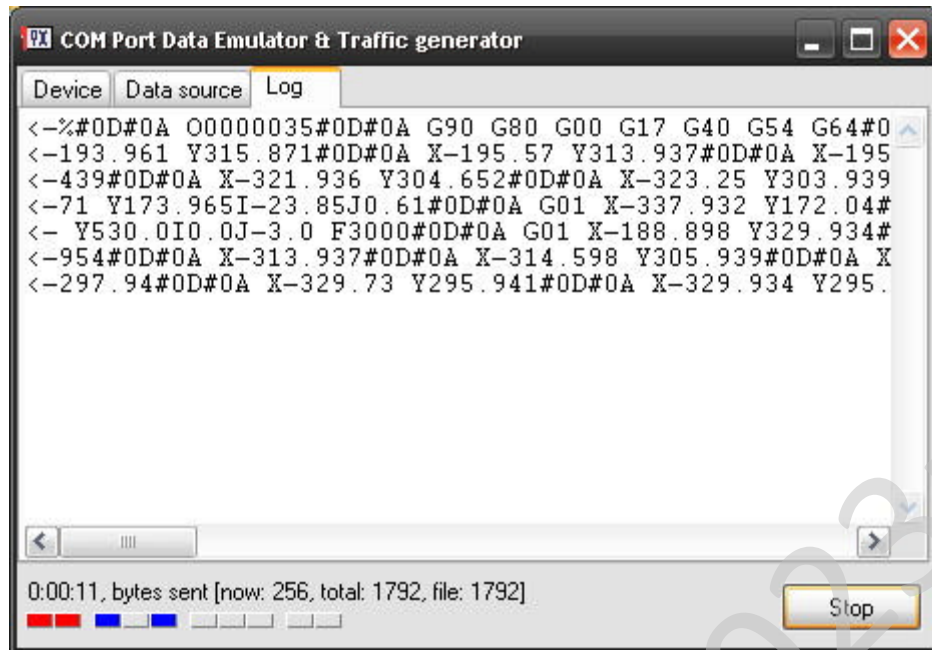 COM Port Data Emulator & Traffic generator
Device Data source Log
<-%#0D#0A O0000035#0D#0A G90 G80 G00 G17 G40 G54 G64#0
<-193.961 Y315.871#0D#0A X-195.57 Y313.937#0D#0A X-195
<-439#0D#0A X-321.936 Y304.652#0D#0A X-323.25 Y303.939
<-71 Y173.965I-23.85J0.61#0D#0A G01 X-337.932 Y172.04#
<- Y530.0I0.0J-3.0 F3000#0D#0A G01 X-188.898 Y329.934#
<-954#0D#0A X-313.937#0D#0A X-314.598 Y305.939#0D#0A X
<-297.94#0D#0A X-329.73 Y295.941#0D#0A X-329.934 Y295.
0:00:11, bytes sent [now: 256, total: 1792, file: 1792]
Stop